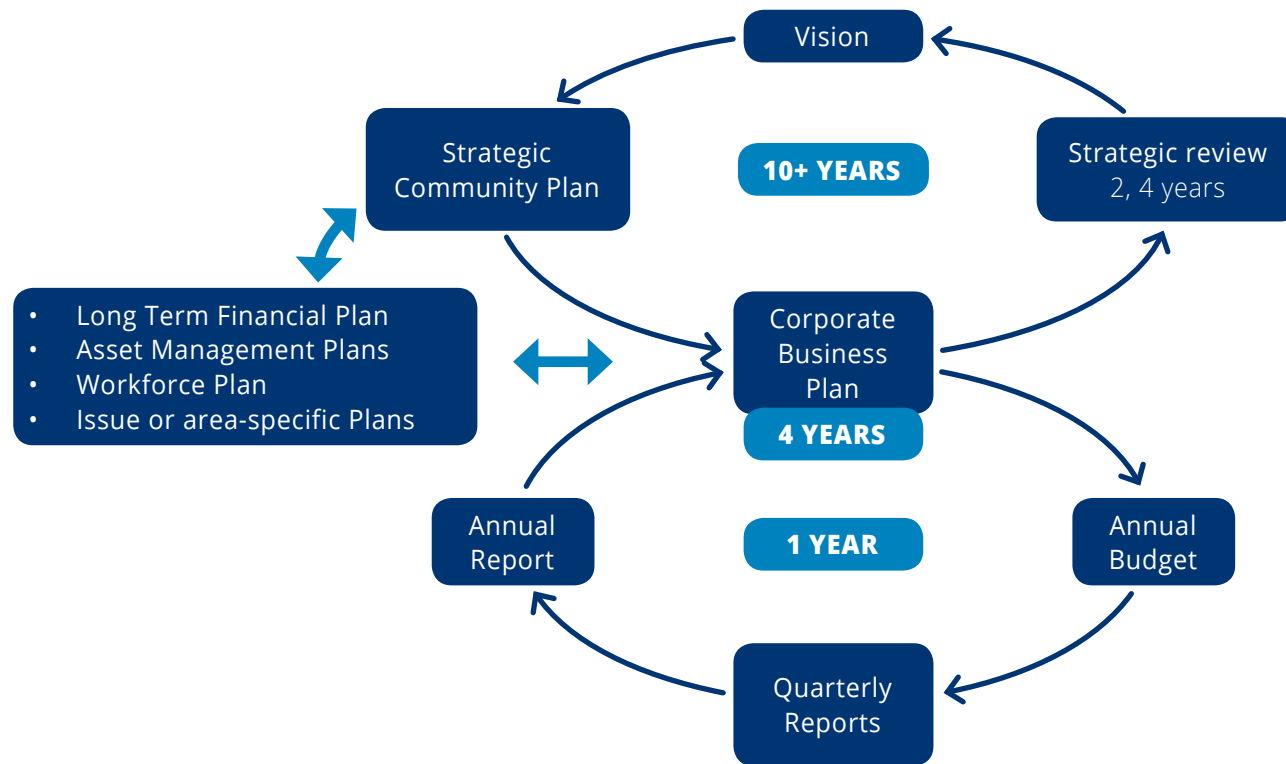 Vision
Strategic
Community Plan
10+ YEARS
Strategic review
2, 4 years
• Long Term Financial Plan
• Asset Management Plans
• Workforce Plan
• Issue or area-specific Plans
Corporate
Business
Plan
4 YEARS
Annual
Report
1 YEAR
Annual
Budget
Quarterly
Reports